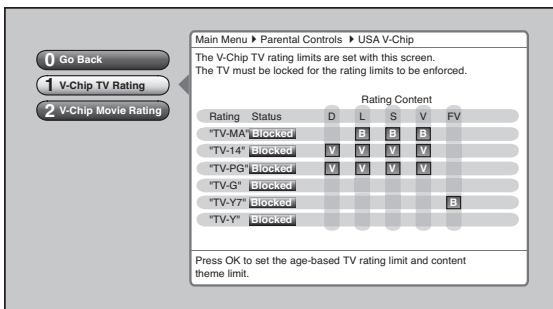 Main Menu ▶ Parental Controls ▶ USA V-Chip
0 Go Back
1 V-Chip TV Rating
2 V-Chip Movie Rating
The V-Chip TV rating limits are set with this screen.
The TV must be locked for the rating limits to be enforced.
Rating Content
Rating Status D L S V FV
"TV-MA" Blocked B B B
"TV-14" Blocked V V V V
"TV-PG" Blocked V V V V
"TV-G" Blocked
"TV-Y7" Blocked B
"TV-Y" Blocked
Press OK to set the age-based TV rating limit and content
theme limit.